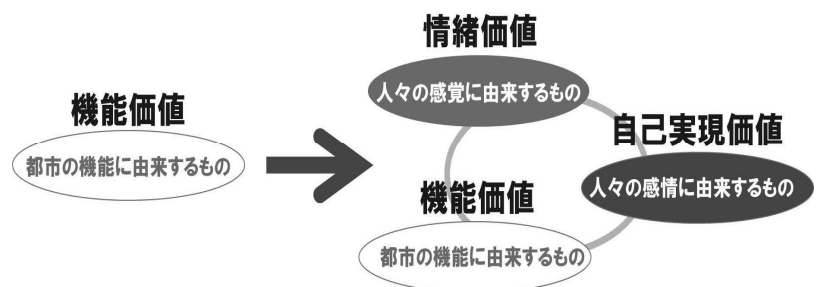 機能価値
都市の機能に由来するもの
情緒価値
人々の感覚に由来するもの
自己実現価値
人々の感情に由来するもの
機能価値
都市の機能に由来するもの